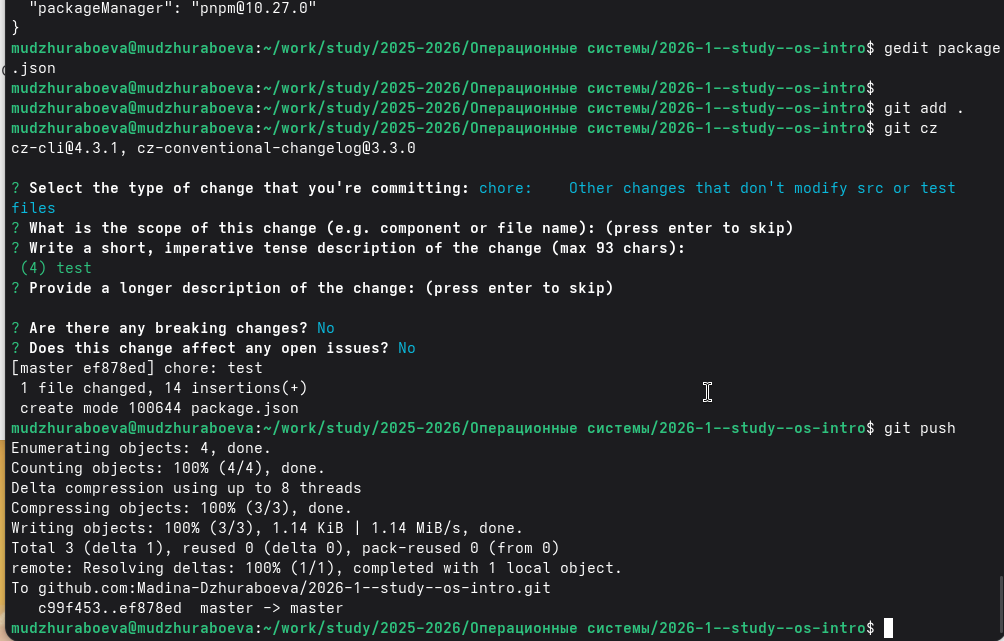 "packageManager": "pnpm@10.27.0"
}
mudzhuraboeva@mudzhuraboeva:~/work/study/2025-2026/Операционные системы/2026-1--study--os-intro$ gedit package
.json
mudzhuraboeva@mudzhuraboeva:~/work/study/2025-2026/Операционные системы/2026-1--study--os-intro$
mudzhuraboeva@mudzhuraboeva:~/work/study/2025-2026/Операционные системы/2026-1--study--os-intro$ git add .
mudzhuraboeva@mudzhuraboeva:~/work/study/2025-2026/Операционные системы/2026-1--study--os-intro$ git cz
cz-cli@4.3.1, cz-conventional-changelog@3.3.0

? Select the type of change that you're committing: chore:    Other changes that don't modify src or test
files
? What is the scope of this change (e.g. component or file name): (press enter to skip)
? Write a short, imperative tense description of the change (max 93 chars):
 (4) test
? Provide a longer description of the change: (press enter to skip)

? Are there any breaking changes? No
? Does this change affect any open issues? No
[master ef878ed] chore: test
 1 file changed, 14 insertions(+)
 create mode 100644 package.json
mudzhuraboeva@mudzhuraboeva:~/work/study/2025-2026/Операционные системы/2026-1--study--os-intro$ git push
Enumerating objects: 4, done.
Counting objects: 100% (4/4), done.
Delta compression using up to 8 threads
Compressing objects: 100% (3/3), done.
Writing objects: 100% (3/3), 1.14 KiB | 1.14 MiB/s, done.
Total 3 (delta 1), reused 0 (delta 0), pack-reused 0 (from 0)
remote: Resolving deltas: 100% (1/1), completed with 1 local object.
To github.com:Madina-Dzhuraboeva/2026-1--study--os-intro.git
   c99f453..ef878ed  master -> master
mudzhuraboeva@mudzhuraboeva:~/work/study/2025-2026/Операционные системы/2026-1--study--os-intro$